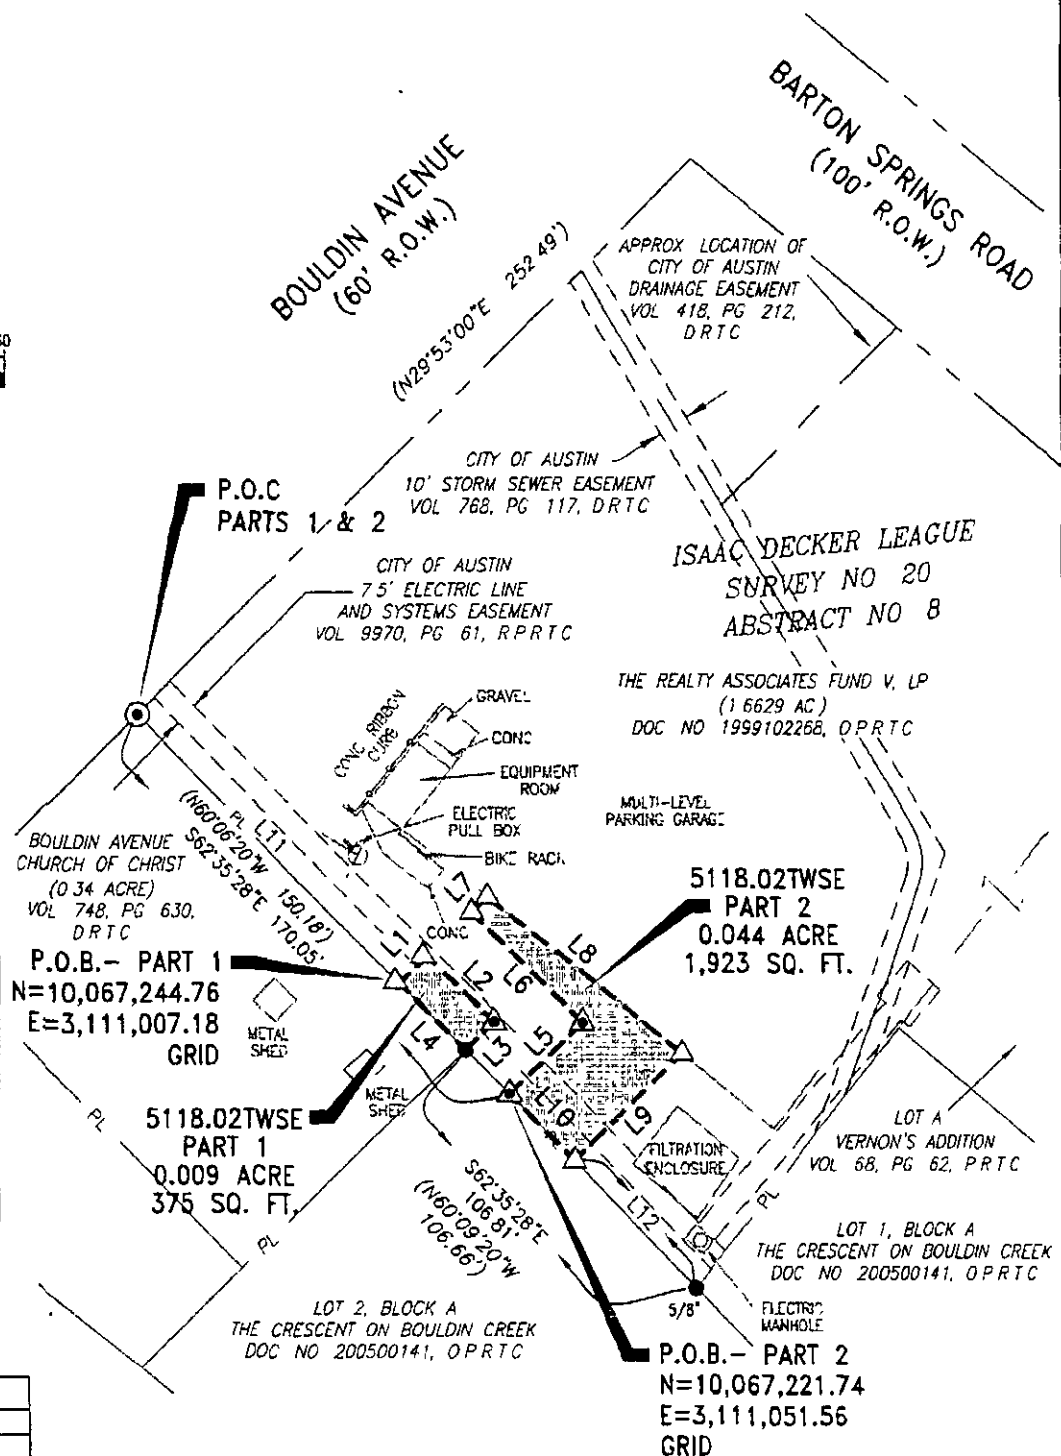 BOULDIN AVENUE
(60' R.O.W.)
BARTON SPRINGS ROAD
(100' R.O.W.)
APPROX LOCATION OF
CITY OF AUSTIN
DRAINAGE EASEMENT
VOL 418, PG 212,
DRTC
(N29°53'00"E 252 49')
CITY OF AUSTIN
10' STORM SEWER EASEMENT
VOL 768, PG 117, DRTC
P.O.C
PARTS 1 & 2
ISAAC DECKER LEAGUE
SURVEY NO 20
ABSTRACT NO 8
CITY OF AUSTIN
7 5' ELECTRIC LINE
AND SYSTEMS EASEMENT
VOL 9970, PG 61, RPRTC
THE REALTY ASSOCIATES FUND V, LP
(1 6629 AC)
DOC NO 1999102268, OPRTC
GRAVEL
CONC RIBBON
CURB
CONC
EQUIPMENT
ROOM
MULTI-LEVEL
PARKING GARAGE
ELECTRIC
PULL BOX
BIKE RACK
PL
L11
(N60°06'20"W 150.18')
S62°35'28"E 170.05'
BOULDIN AVENUE
CHURCH OF CHRIST
(0 34 ACRE)
VOL 748, PG 630,
DRTC
5118.02TWSE
PART 2
0.044 ACRE
1,923 SQ. FT.
CONC
L1
L2
L3
L4
L5
L6
L7
L8
L9
L10
P.O.B.- PART 1
N=10,067,244.76
E=3,111,007.18
GRID
METAL
SHED
METAL
SHED
5118.02TWSE
PART 1
0.009 ACRE
375 SQ. FT.
PL
PL
FILTRATION
ENCLOSURE
LOT A
VERNON'S ADDITION
VOL 68, PG 62, PRTC
S62°35'28"E
106 81'
(N60°09'20"W
106.66')
L12
PL
LOT 1, BLOCK A
THE CRESCENT ON BOULDIN CREEK
DOC NO 200500141, OPRTC
LOT 2, BLOCK A
THE CRESCENT ON BOULDIN CREEK
DOC NO 200500141, OPRTC
5/8"
ELECTRIC
MANHOLE
P.O.B.- PART 2
N=10,067,221.74
E=3,111,051.56
GRID